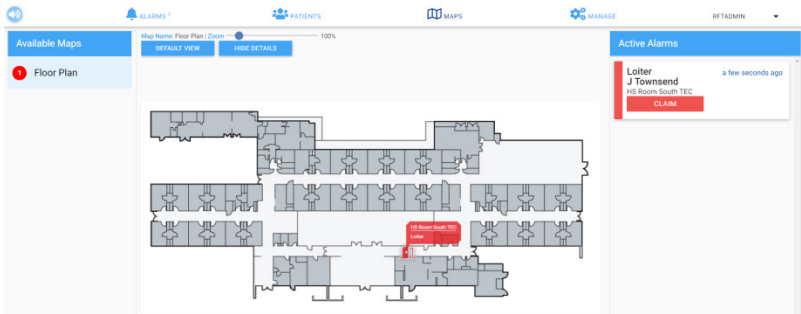 ALARMS 1
PATIENTS
MAPS
MANAGE
RFTADMIN
Available Maps
1 Floor Plan
Map Name: Floor Plan | Zoom 100%
DEFAULT VIEW HIDE DETAILS
HS Room South TEC
Loiter
Active Alarms
Loiter a few seconds ago
J Townsend
HS Room South TEC
CLAIM